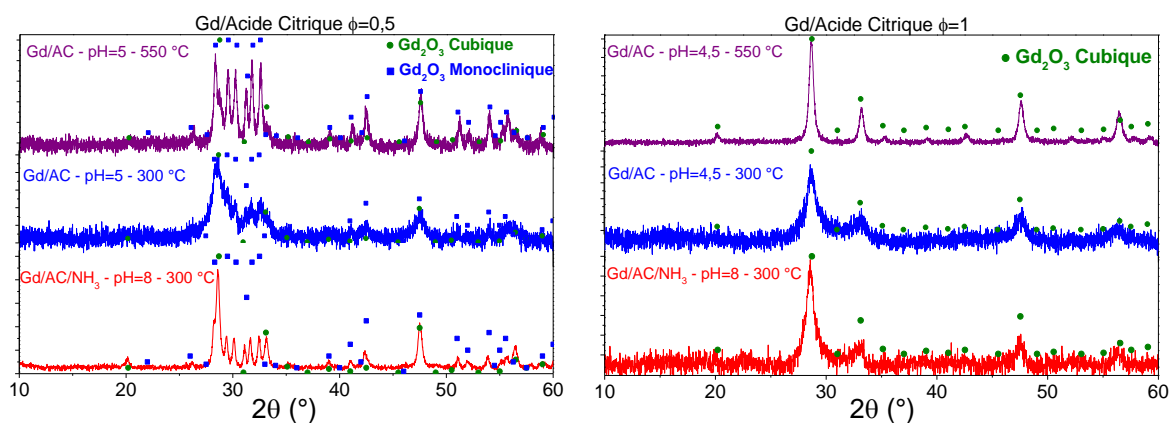 Gd/Acide Citrique ϕ=0,5
Gd/AC - pH=5 - 550 °C
Gd₂O₃ Cubique
Gd₂O₃ Monoclinique
Gd/AC - pH=5 - 300 °C
Gd/AC/NH₃ - pH=8 - 300 °C
10 20 30 40 50 60
2θ (°)
Gd/Acide Citrique ϕ=1
Gd/AC - pH=4,5 - 550 °C
Gd₂O₃ Cubique
Gd/AC - pH=4,5 - 300 °C
Gd/AC/NH₃ - pH=8 - 300 °C
10 20 30 40 50 60
2θ (°)